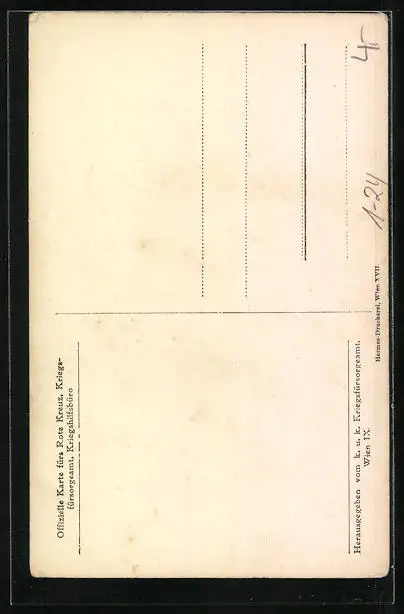 Offizielle Karte fürs Rote Kreuz, Kriegs-
fürsorgeamt, Kriegshilfsbüro
Herausgegeben vom k. u. k. Kriegsfürsorgeamt,
Wien IX.
Hermes-Druckerei, Wien XVII.
1-24